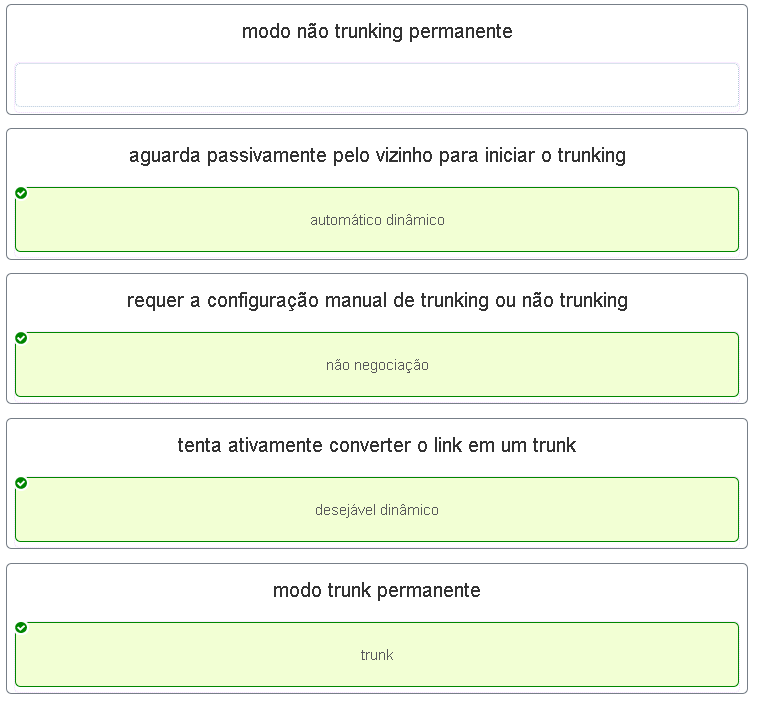 modo não trunking permanente
aguarda passivamente pelo vizinho para iniciar o trunking
automático dinâmico
requer a configuração manual de trunking ou não trunking
não negociação
tenta ativamente converter o link em um trunk
desejável dinâmico
modo trunk permanente
trunk